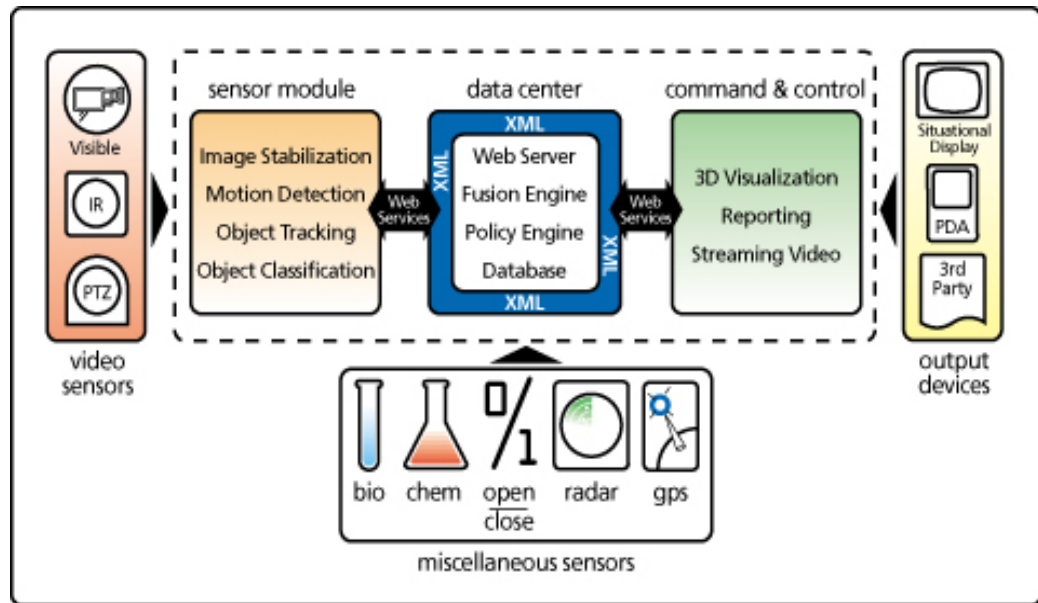 sensor module
data center
command & control
Visible
IR
PTZ
video
sensors
Image Stabilization
Motion Detection
Object Tracking
Object Classification
Web
Services
XML
XML
Web Server
Fusion Engine
Policy Engine
Database
XML
XML
Web
Services
3D Visualization
Reporting
Streaming Video
Situational
Display
PDA
3rd
Party
output
devices
0/1
bio
chem
open
close
radar
gps
miscellaneous sensors